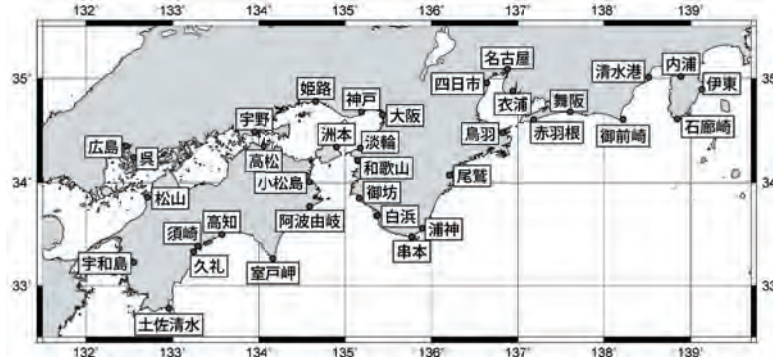 132゜
133゜
134゜
135゜
136゜
137゜
138゜
139゜
35゜
34゜
33゜
名古屋
四日市
清水港
内浦
伊東
姫路
神戸
大阪
衣浦
舞阪
宇野
洲本
淡輪
鳥羽
赤羽根
御前崎
石廊崎
広島
呉
高松
小松島
和歌山
御坊
尾鷲
松山
高知
須崎
阿波由岐
白浜
浦神
串本
宇和島
久礼
室戸岬
土佐清水
35゜
34゜
33゜
132゜
133゜
134゜
135゜
136゜
137゜
138゜
139゜